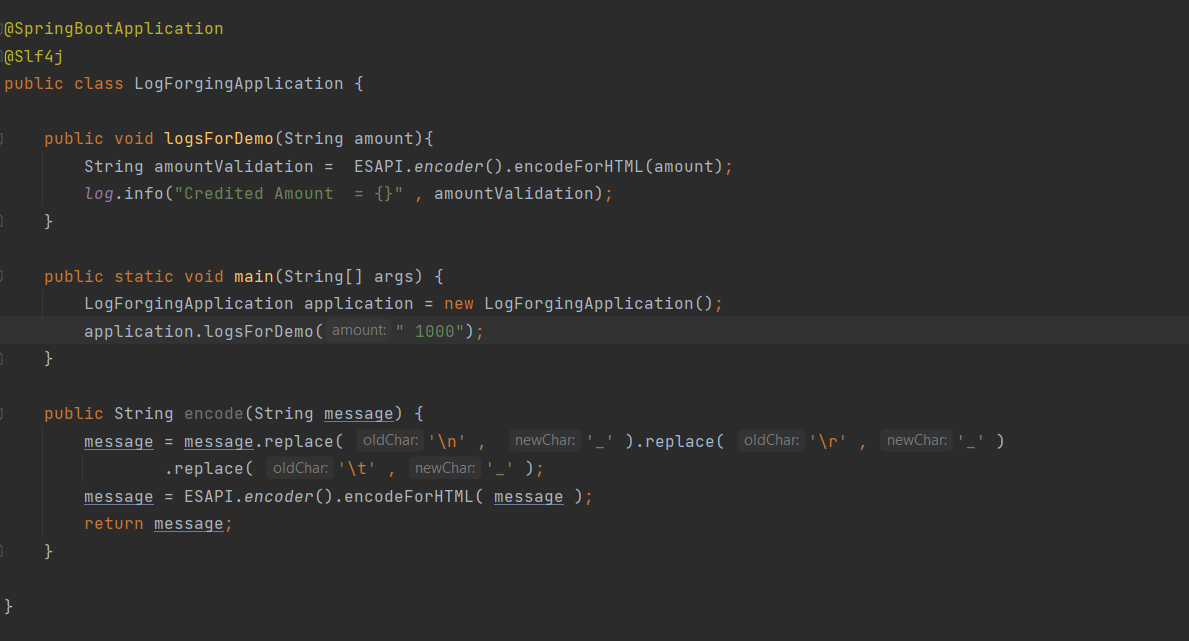 @SpringBootApplication
@Slf4j
public class LogForgingApplication {
public void logsForDemo(String amount){
String amountValidation =  ESAPI.encoder().encodeForHTML(amount);
log.info("Credited Amount  = {}" , amountValidation);
}
public static void main(String[] args) {
LogForgingApplication application = new LogForgingApplication();
application.logsForDemo( amount: " 1000");
}
public String encode(String message) {
message = message.replace( oldChar: '\n' , newChar: '_' ).replace( oldChar: '\r' , newChar: '_' )
.replace( oldChar: '\t' , newChar: '_' );
message = ESAPI.encoder().encodeForHTML( message );
return message;
}
}